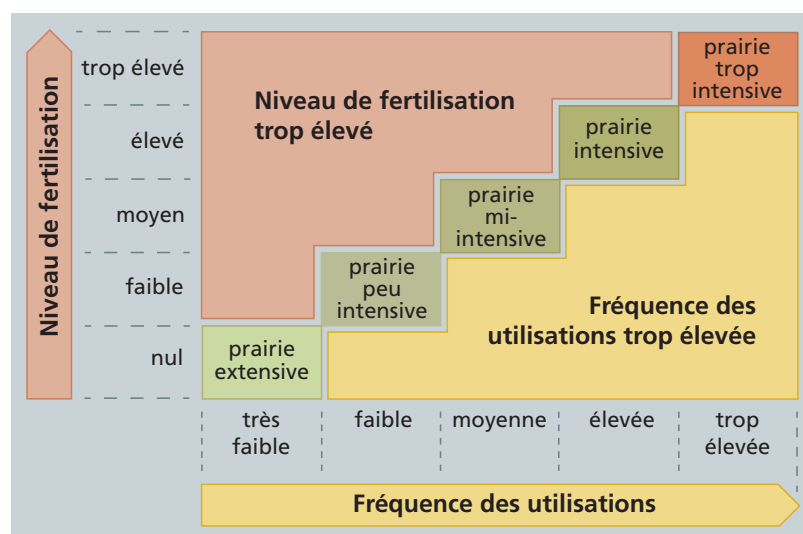 Niveau de fertilisation
trop élevé
élevé
moyen
faible
nul
Niveau de fertilisation
trop élevé
prairie
trop
intensive
prairie
intensive
prairie
mi-
intensive
prairie
peu
intensive
prairie
extensive
Fréquence des
utilisations trop élevée
très
faible
faible
moyenne
élevée
trop
élevée
Fréquence des utilisations